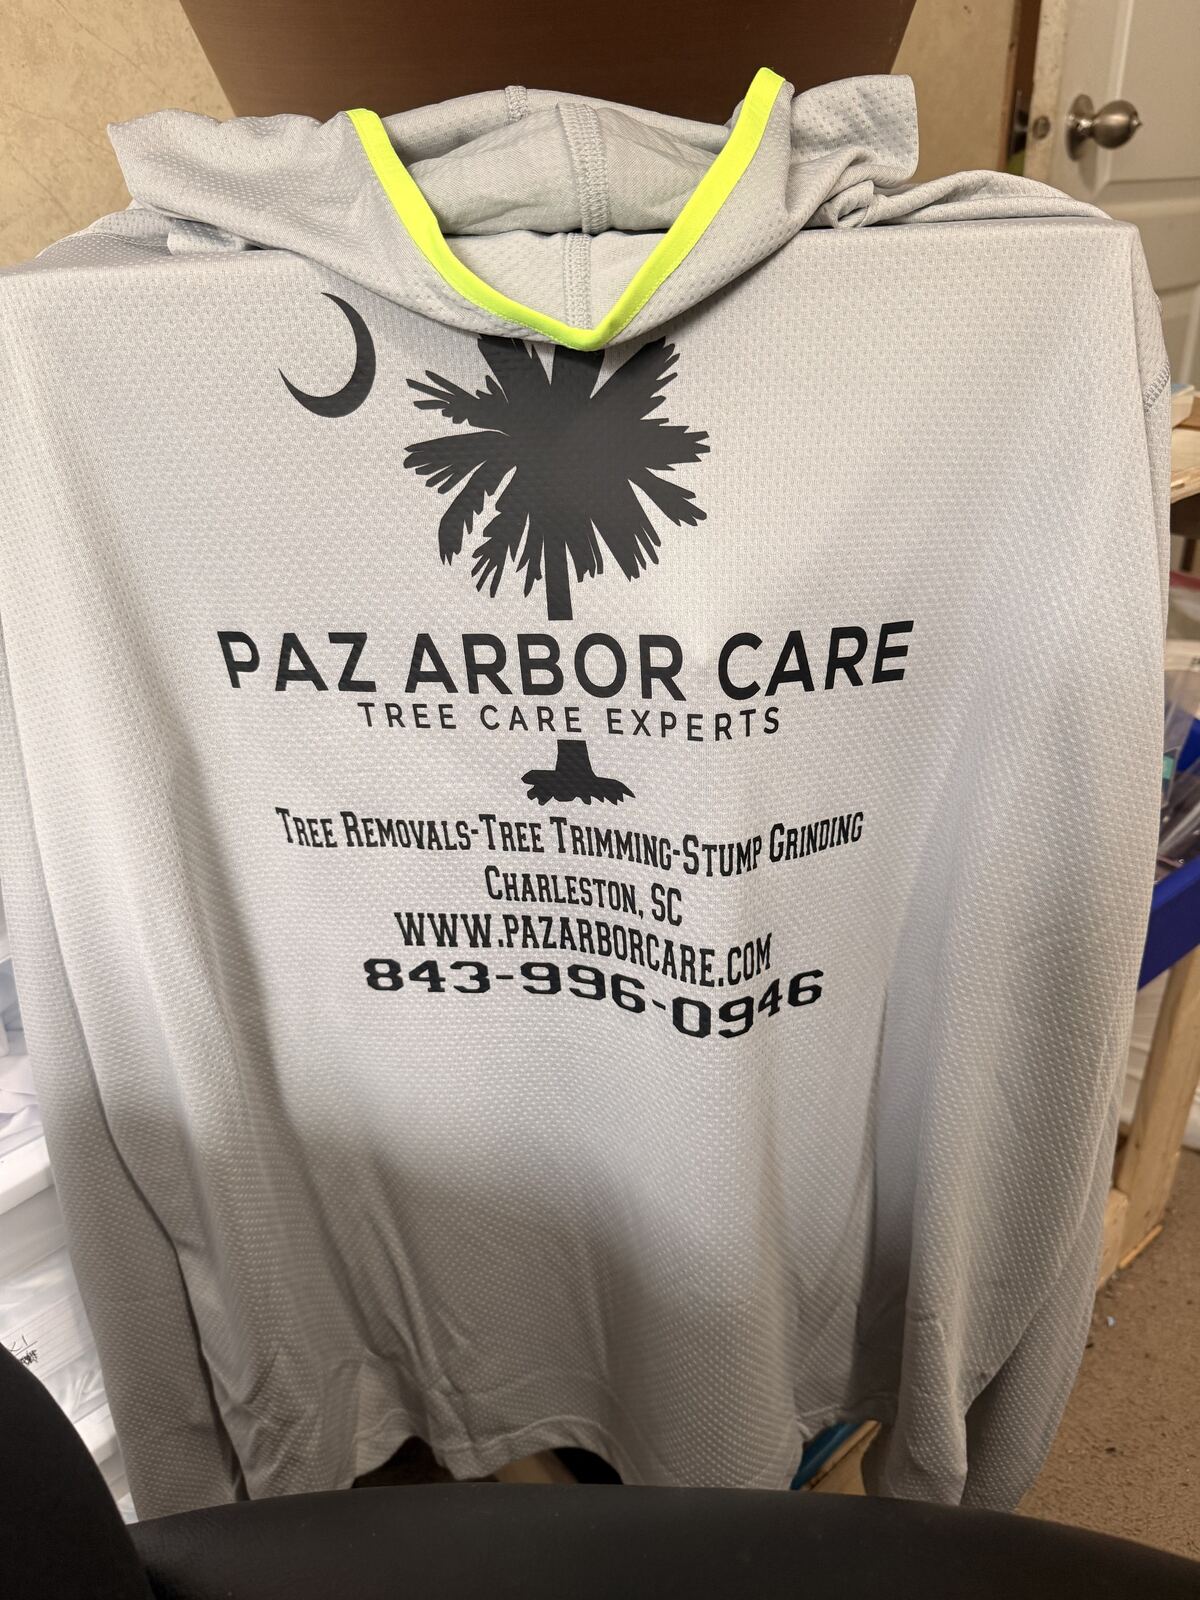 PAZ ARBOR CARE
TREE CARE EXPERTS
TREE REMOVALS-TREE TRIMMING-STUMP GRINDING
CHARLESTON, SC
WWW.PAZARBORCARE.COM
843-996-0946